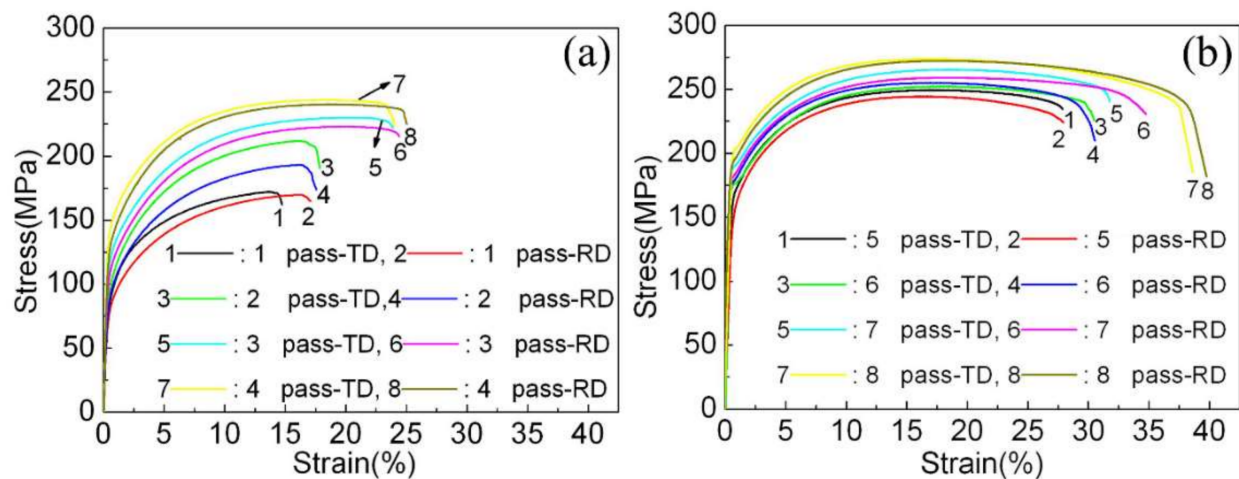 (a)
Stress(MPa)
300
250
200
150
100
50
0
7
8
5
6
3
4
1
2
1 : 1 pass-TD, 2 : 1 pass-RD
3 : 2 pass-TD, 4 : 2 pass-RD
5 : 3 pass-TD, 6 : 3 pass-RD
7 : 4 pass-TD, 8 : 4 pass-RD
0 5 10 15 20 25 30 35 40
Strain(%)
(b)
Stress(MPa)
300
250
200
150
100
50
0
1
2
3
4
5
6
7
8
1 : 5 pass-TD, 2 : 5 pass-RD
3 : 6 pass-TD, 4 : 6 pass-RD
5 : 7 pass-TD, 6 : 7 pass-RD
7 : 8 pass-TD, 8 : 8 pass-RD
0 5 10 15 20 25 30 35 40
Strain(%)